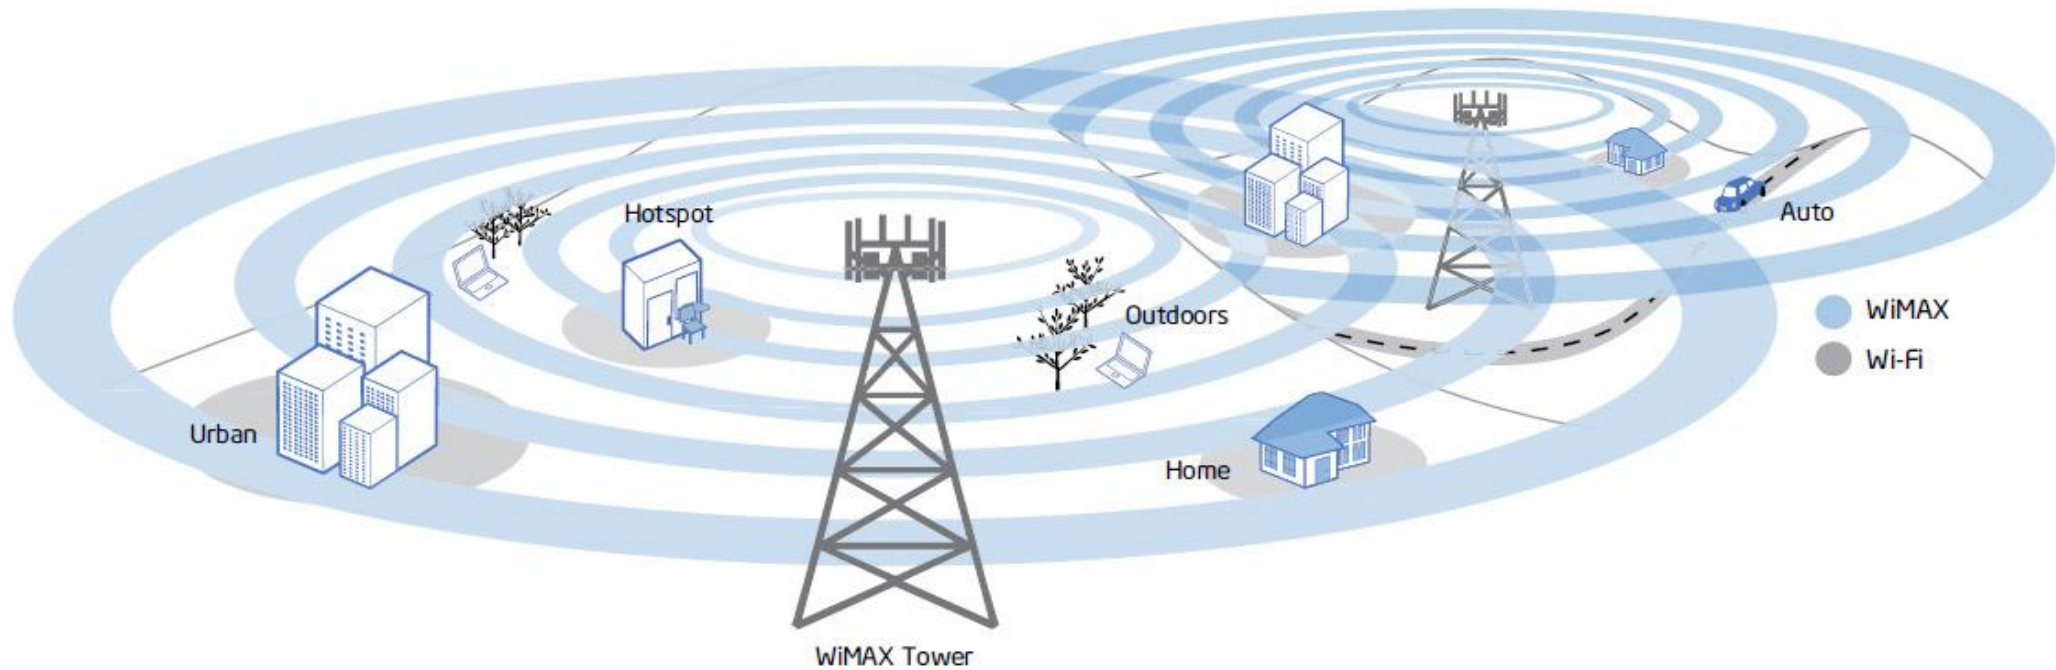 Hotspot
Auto
Outdoors
WiMAX
Wi-Fi
Urban
Home
WiMAX Tower